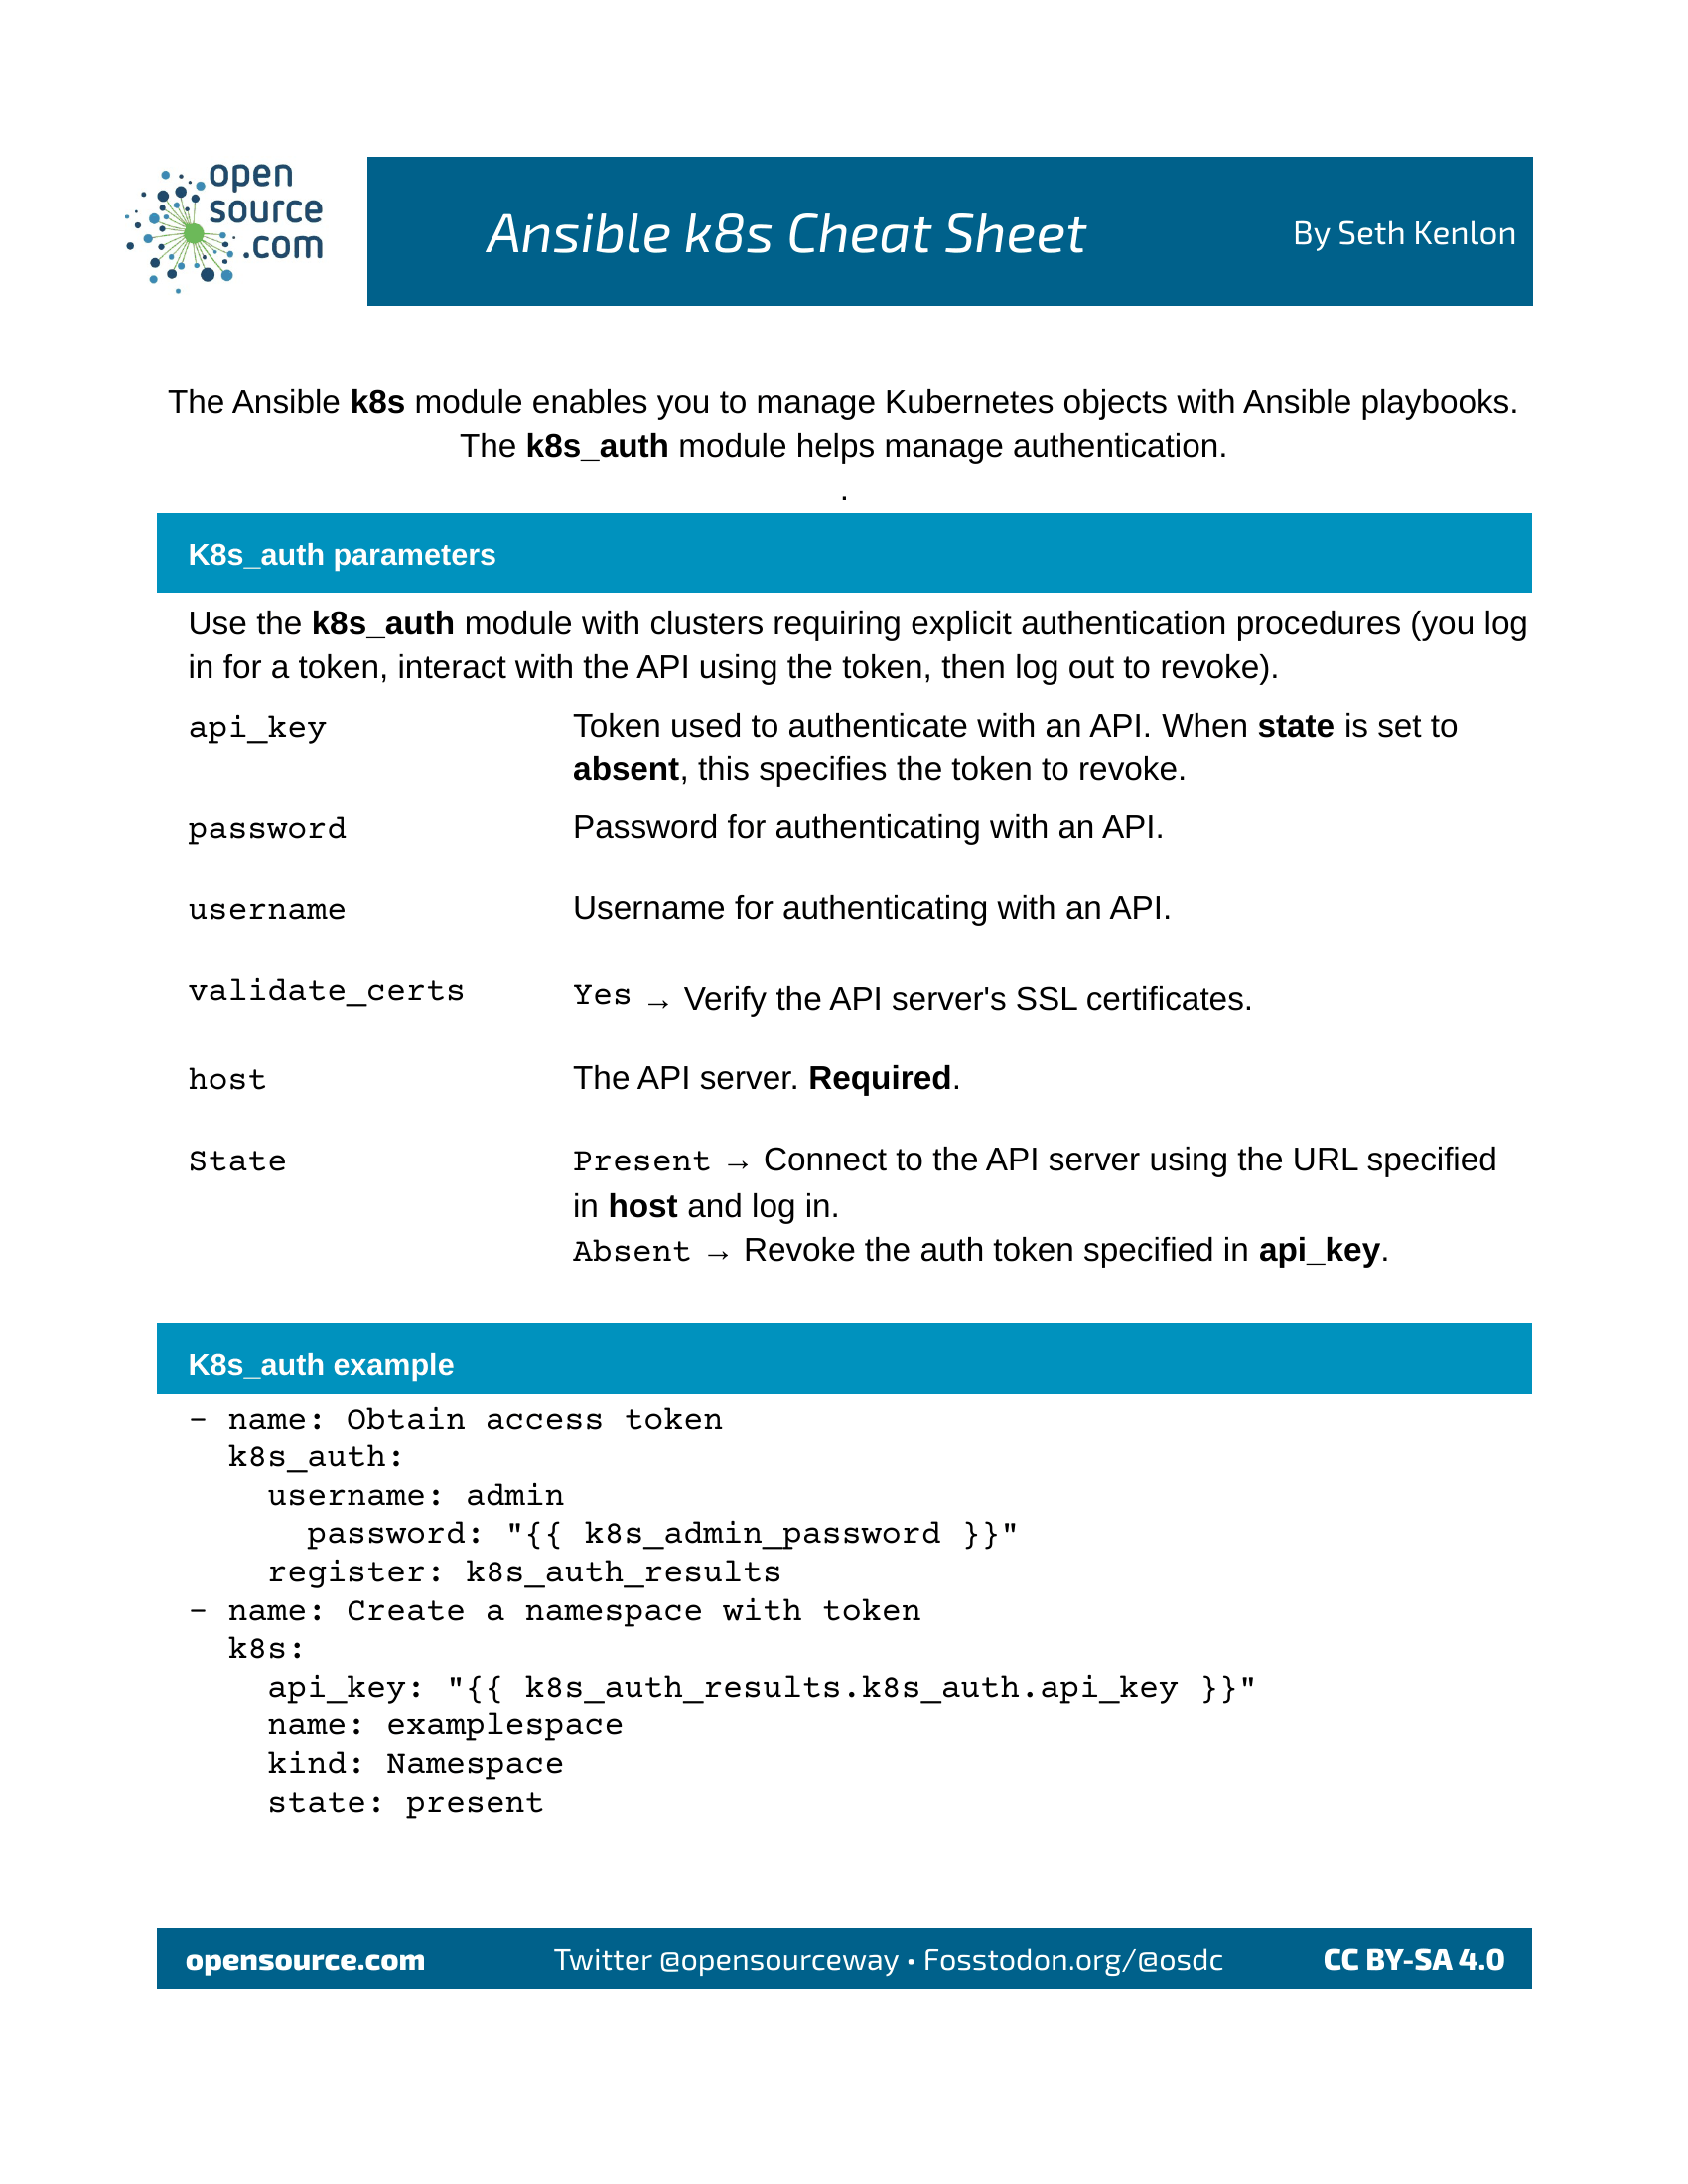 open
source
.com
Ansible k8s Cheat Sheet
By Seth Kenlon
The Ansible k8s module enables you to manage Kubernetes objects with Ansible playbooks.
The k8s_auth module helps manage authentication.
.
K8s_auth parameters
Use the k8s_auth module with clusters requiring explicit authentication procedures (you log
in for a token, interact with the API using the token, then log out to revoke).
api_key Token used to authenticate with an API. When state is set to
absent, this specifies the token to revoke.
password Password for authenticating with an API.
username Username for authenticating with an API.
validate_certs Yes → Verify the API server's SSL certificates.
host The API server. Required.
State Present → Connect to the API server using the URL specified
in host and log in.
Absent → Revoke the auth token specified in api_key.
K8s_auth example
- name: Obtain access token
  k8s_auth:
    username: admin
      password: "{{ k8s_admin_password }}"
    register: k8s_auth_results
- name: Create a namespace with token
  k8s:
    api_key: "{{ k8s_auth_results.k8s_auth.api_key }}"
    name: examplespace
    kind: Namespace
    state: present
opensource.com Twitter @opensourceway • Fosstodon.org/@osdc CC BY-SA 4.0